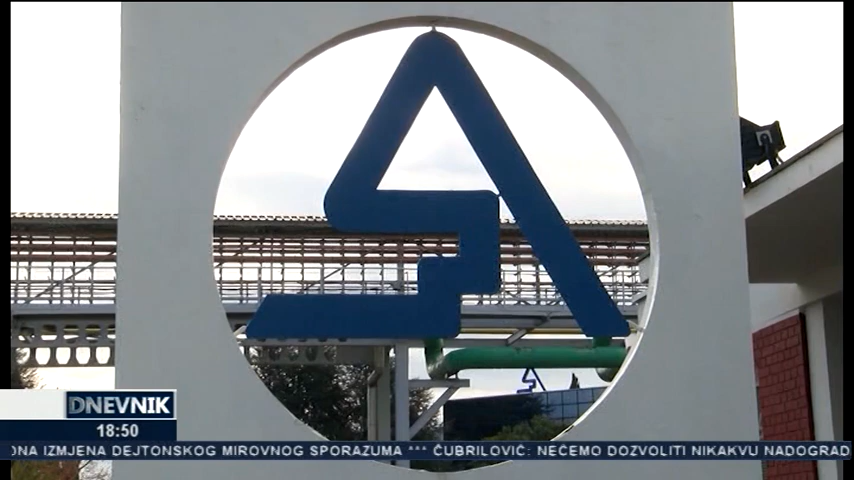 DNEVNIK
18:50
ONA IZMJENA DEJTONSKOG MIROVNOG SPORAZUMA *** ČUBRILOVIĆ: NEĆEMO DOZVOLITI NIKAKVU NADOGRAD